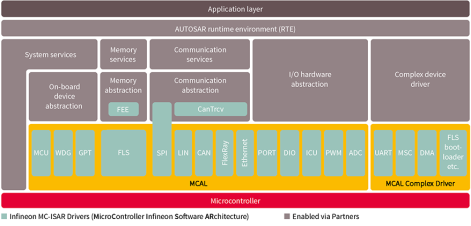 Application layer
AUTOSAR runtime environment (RTE)
System services
Memory
services
Communication
services
I/O hardware
abstraction
Complex device
driver
On-board
device
abstraction
Memory
abstraction
Communication
abstraction
FEE
CanTrcv
MCU
WDG
GPT
FLS
SPI
LIN
CAN
FlexRay
Ethernet
PORT
DIO
ICU
PWM
ADC
UART
MSC
DMA
FLS
boot-
loader
etc.
MCAL
MCAL Complex Driver
Microcontroller
Infineon MC-ISAR Drivers (MicroController Infineon Software ARchitecture)
Enabled via Partners